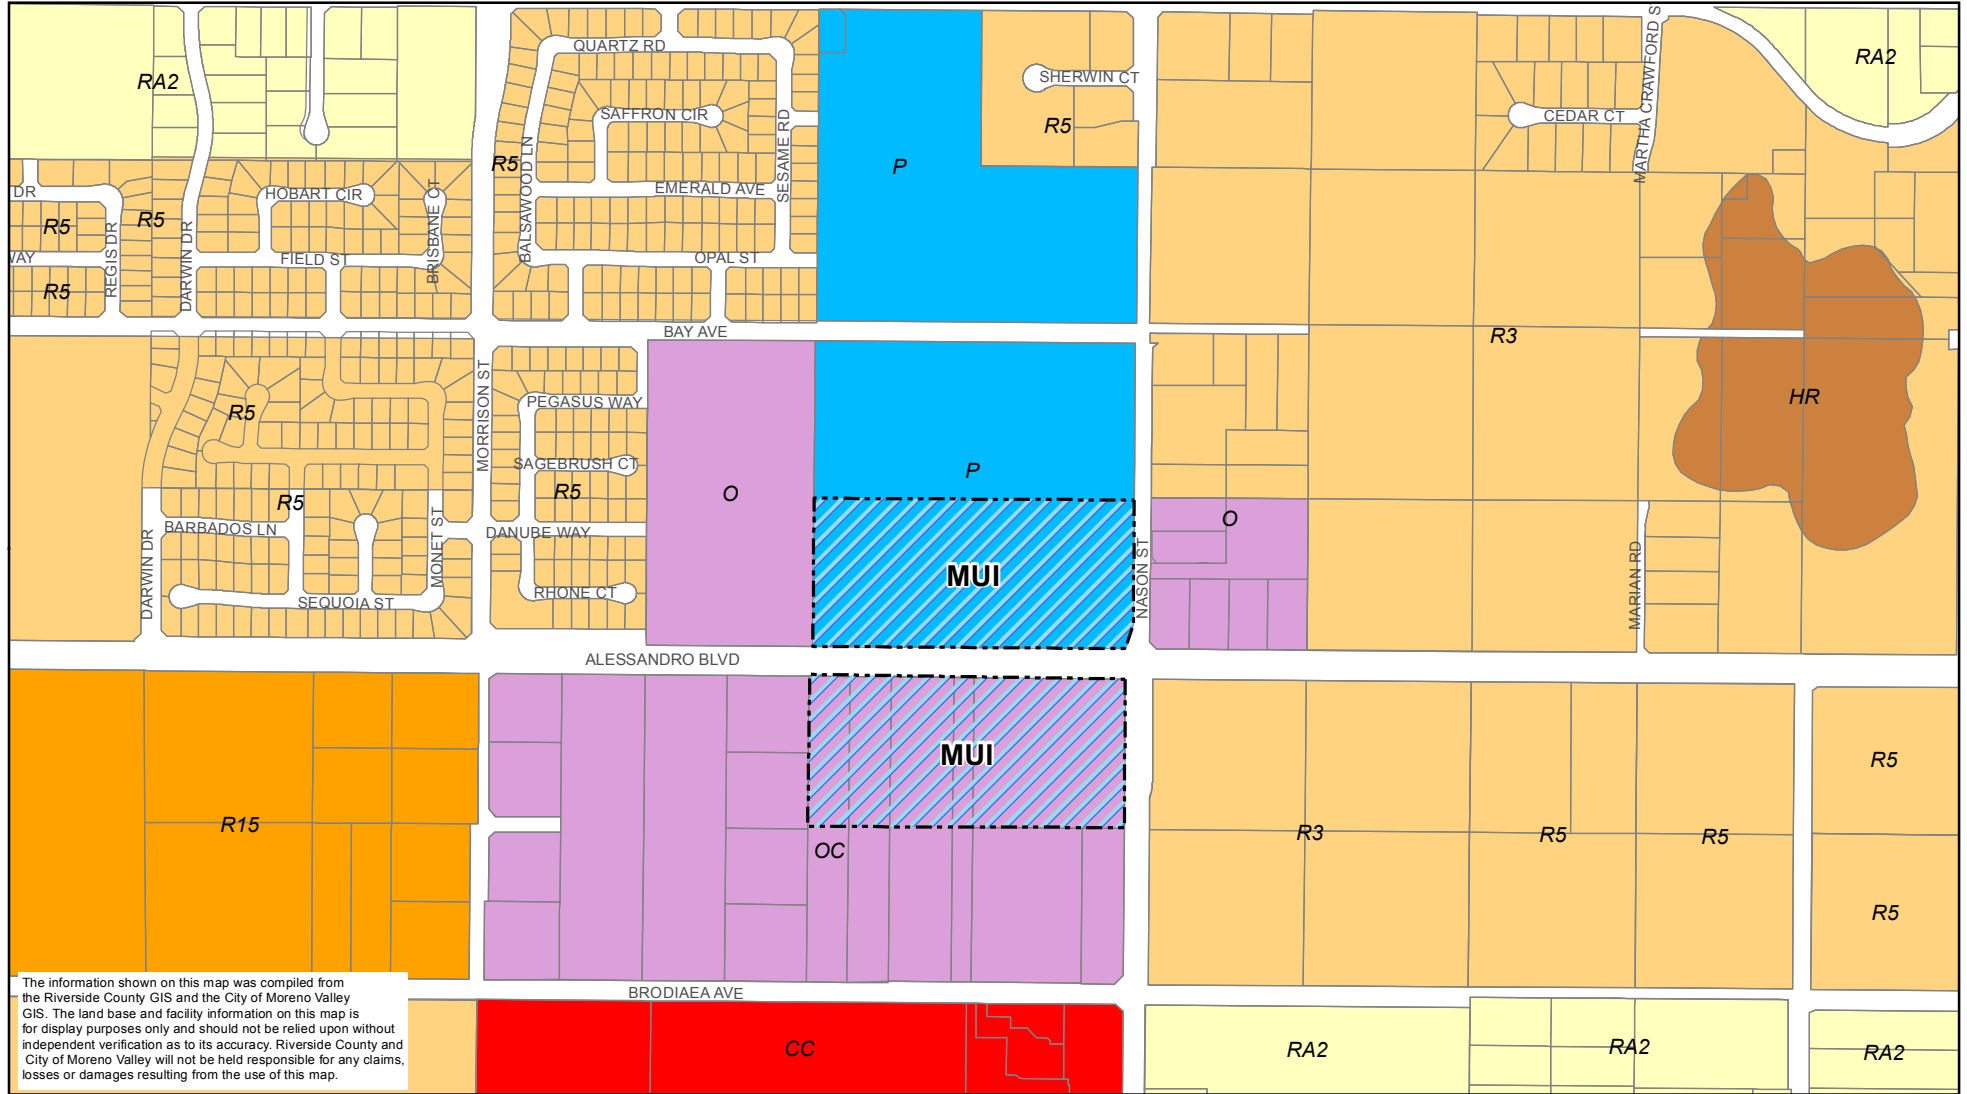 QUARTZ RD
MARTHA CRAWFORD S
RA2
RA2
SHERWIN CT
SAFFRON CIR
CEDAR CT
R5
SESAME RD
R5
P
BALSAWOOD LN
EMERALD AVE
DR
HOBART CIR
BRISBANE CT
R5
R5
REGIS DR
DARWIN DR
WAY
FIELD ST
OPAL ST
R5
BAY AVE
R3
MORRISON ST
HR
PEGASUS WAY
R5
SAGEBRUSH CT
P
R5
O
R5
O
BARBADOS LN
MONET ST
DANUBE WAY
NASON ST
MARIAN RD
DARWIN DR
MUI
RHONE CT
SEQUOIA ST
ALESSANDRO BLVD
MUI
R5
R15
OC
R3
R5
R5
R5
The information shown on this map was compiled from
the Riverside County GIS and the City of Moreno Valley
GIS. The land base and facility information on this map is
for display purposes only and should not be relied upon without
independent verification as to its accuracy. Riverside County and
City of Moreno Valley will not be held responsible for any claims,
losses or damages resulting from the use of this map.
BRODIAEA AVE
CC
RA2
RA2
RA2